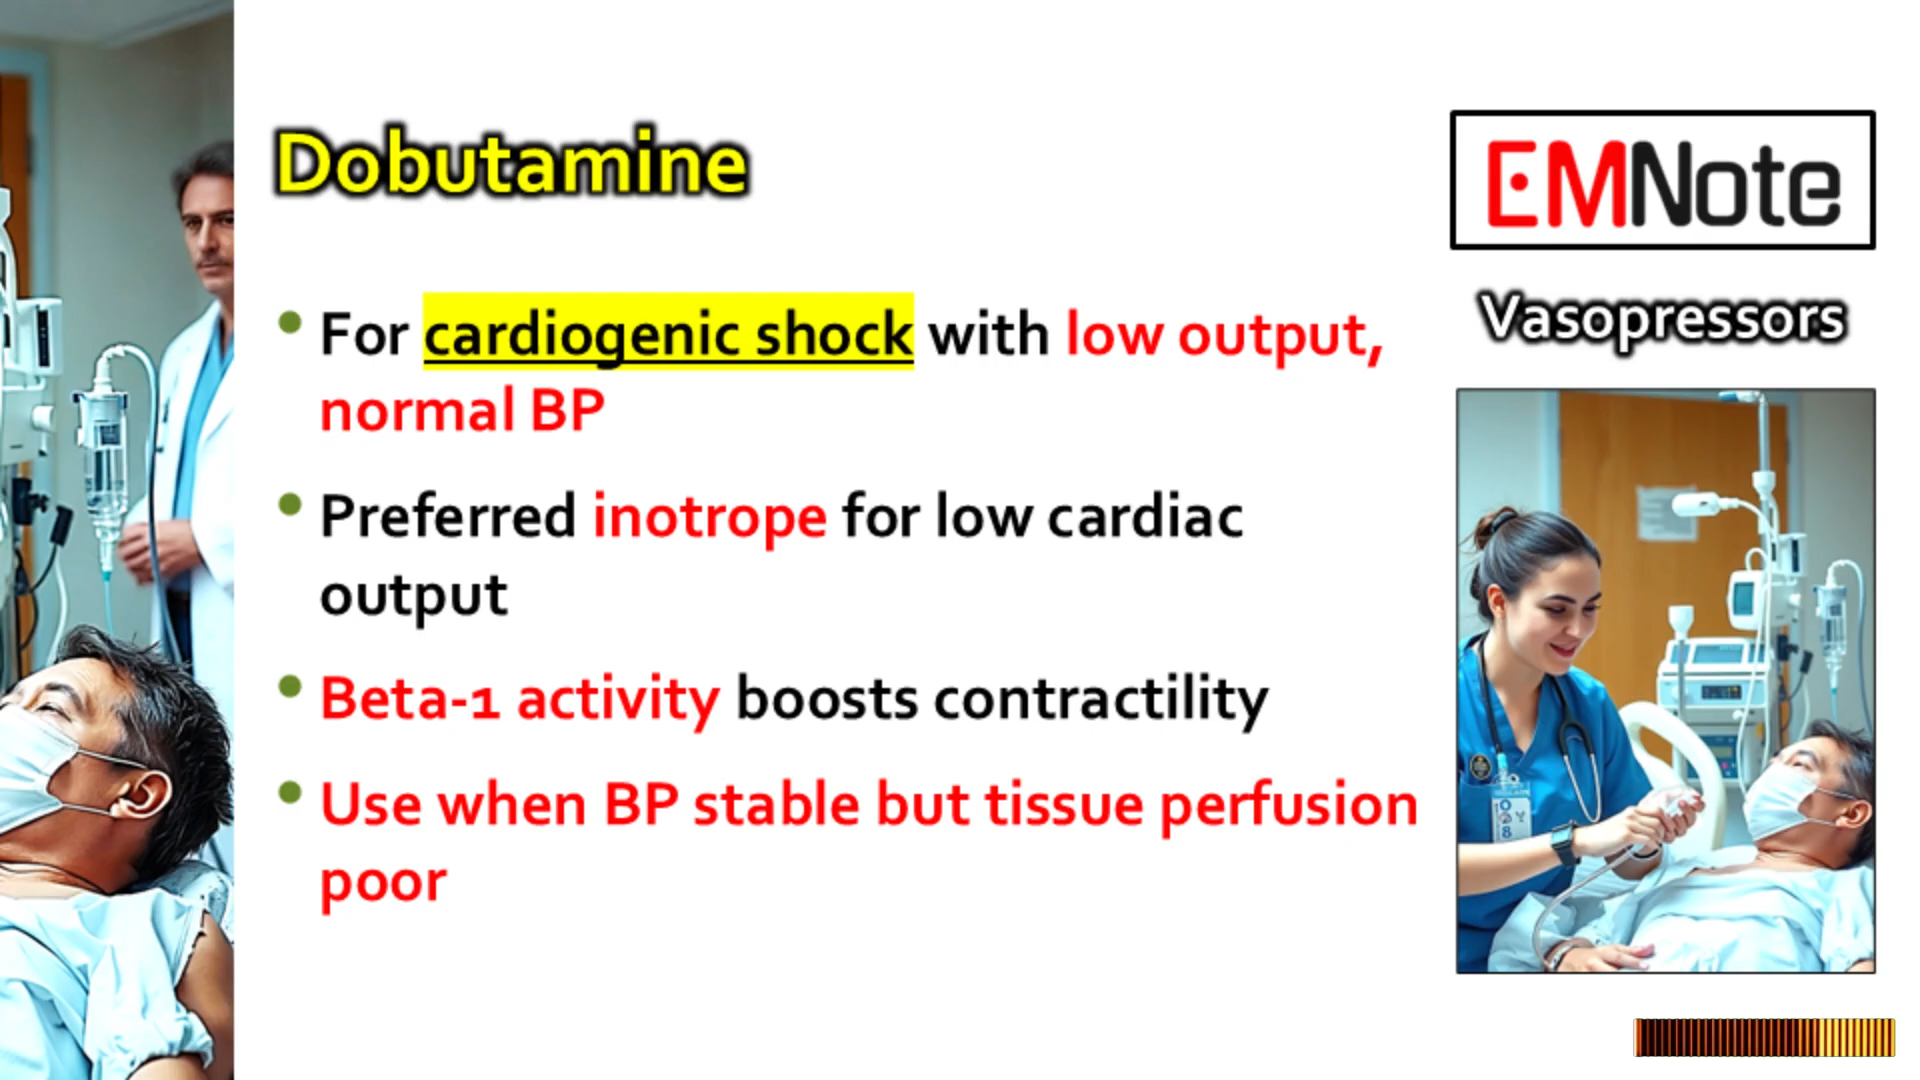 Dobutamine
• For cardiogenic shock with low output,
normal BP
• Preferred inotrope for low cardiac
output
• Beta-1 activity boosts contractility
• Use when BP stable but tissue perfusion
poor
EMNote
Vasopressors